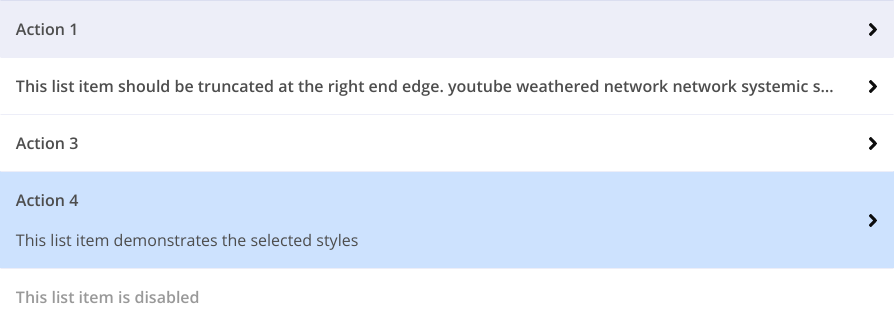 Action 1
This list item should be truncated at the right end edge. youtube weathered network network systemic s...
Action 3
Action 4
This list item demonstrates the selected styles
This list item is disabled